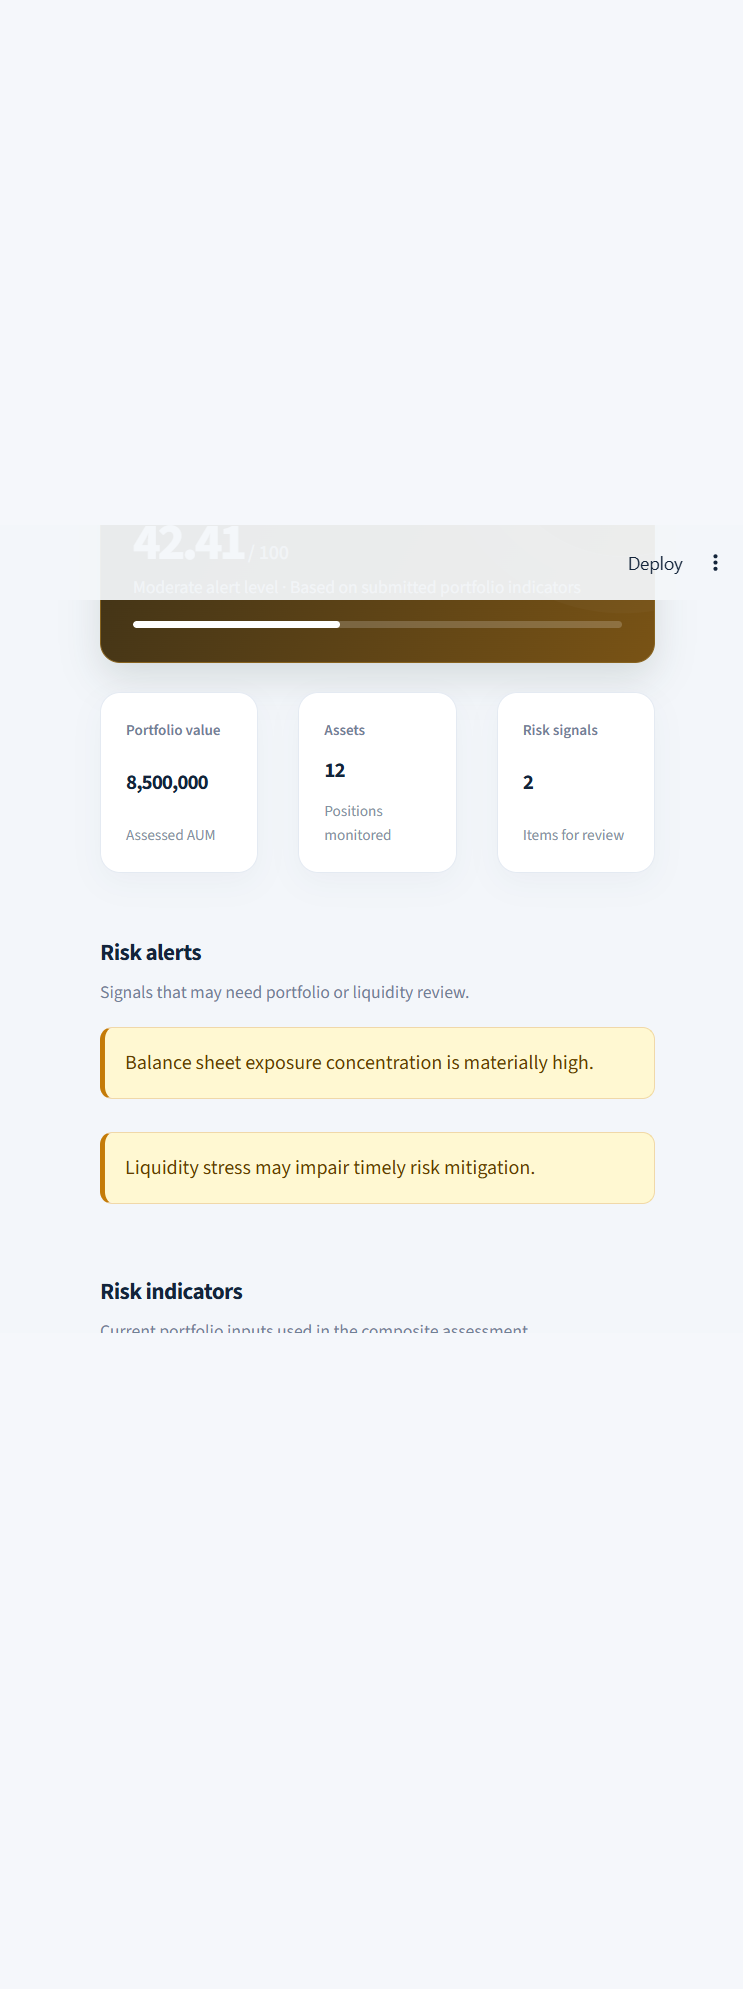 42.41 / 100
Deploy
Moderate alert level · Based on submitted portfolio indicators
Portfolio value
8,500,000
Assessed AUM
Assets
12
Positions
monitored
Risk signals
2
Items for review
Risk alerts
Signals that may need portfolio or liquidity review.
Balance sheet exposure concentration is materially high.
Liquidity stress may impair timely risk mitigation.
Risk indicators
Current portfolio inputs used in the composite assessment